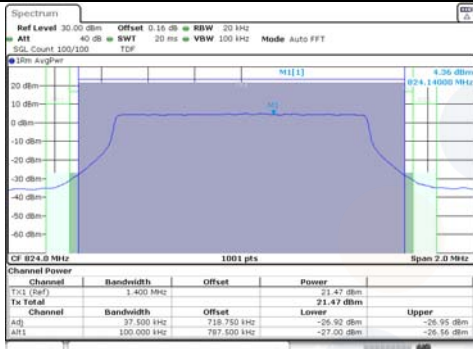 Spectrum
Ref Level 30.00 dBm Offset 0.16 dB RBW 20 kHz
Att 40 dB SWT 20 ms VBW 100 kHz Mode Auto FFT
SGL Count 100/100 TDF
1Rm AvgPwr
M1[1] 4.36 dBm
824.14000 MHz
20 dBm
10 dBm
M1
0 dBm
-10 dBm
-20 dBm
-30 dBm
-40 dBm
-50 dBm
-60 dBm
CF 824.0 MHz 1001 pts Span 2.0 MHz
Channel Power
Channel Bandwidth Offset Power
TX1 (Ref) 1.400 MHz 21.47 dBm
Tx Total 21.47 dBm
Channel Bandwidth Offset Lower Upper
Adj 37.500 kHz 718.750 kHz -26.92 dBm -26.95 dBm
Alt1 100.000 kHz 787.500 kHz -27.00 dBm -26.56 dBm